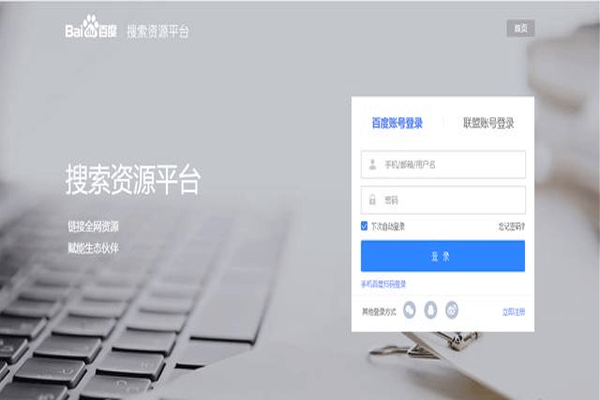 Bai du 百度 搜索资源平台
首页
百度账号登录 联盟账号登录
搜索资源平台
链接全网资源
赋能生态伙伴
手机/邮箱/用户名
密码
下次自动登录 忘记密码?
登 录
手机百度扫码登录
其他登录方式 立即注册